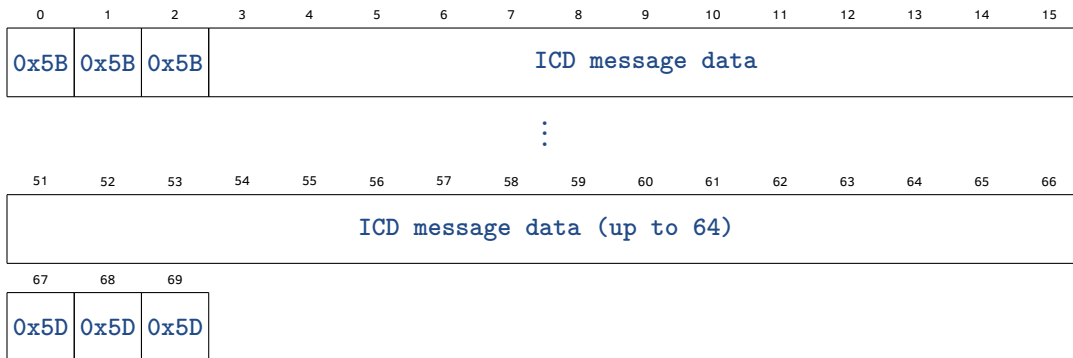 0 1 2 3 4 5 6 7 8 9 10 11 12 13 14 15
0x5B 0x5B 0x5B ICD message data
⋮
51 52 53 54 55 56 57 58 59 60 61 62 63 64 65 66
ICD message data (up to 64)
67 68 69
0x5D 0x5D 0x5D